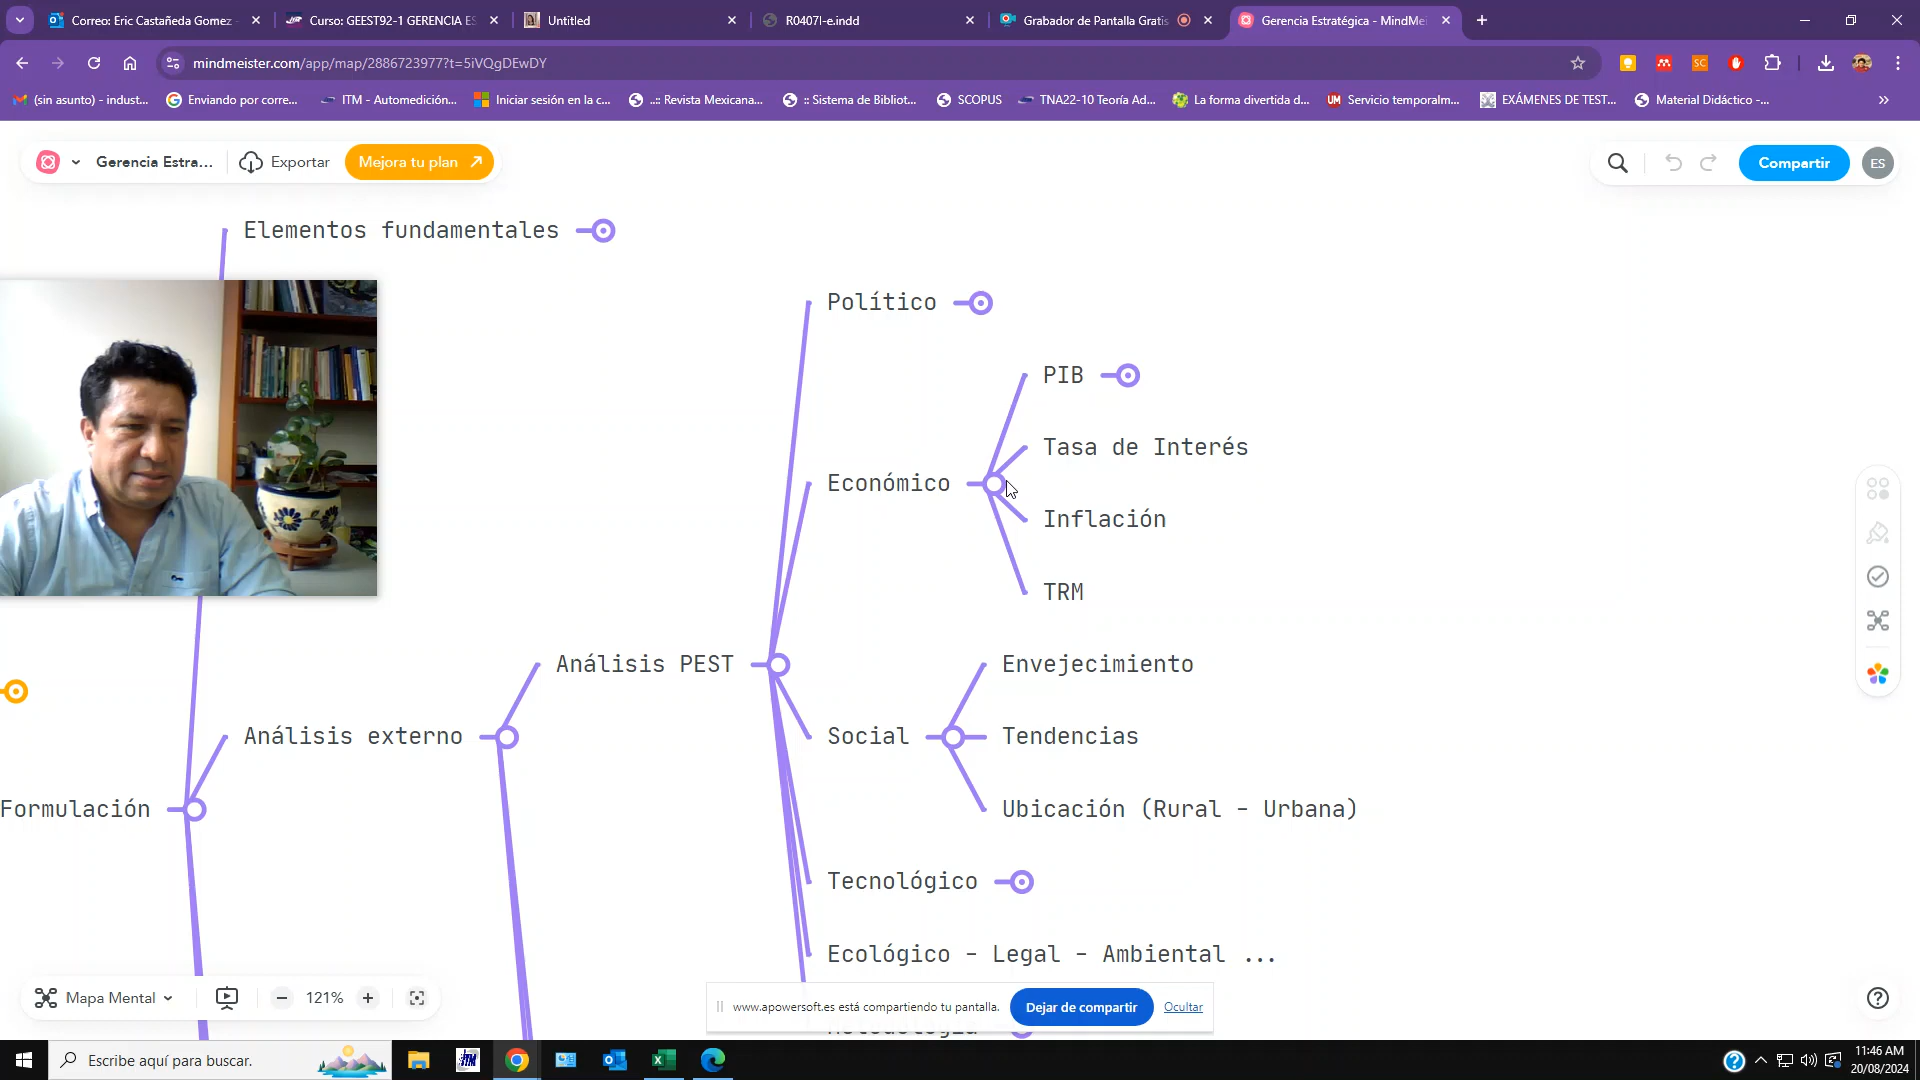 Correo: Eric Castañeda Gomez
Curso: GEEST92-1 GERENCIA ES
Untitled
R0407I-e.indd
Grabador de Pantalla Gratis
Gerencia Estratégica - MindMei
mindmeister.com/app/map/2886723977?t=5iVQgDEwDY
(sin asunto) - indust...
Enviando por corre...
ITM - Automedición...
Iniciar sesión en la c...
..:: Revista Mexicana...
:: Sistema de Bibliot...
SCOPUS
TNA22-10 Teoría Ad...
La forma divertida d...
Servicio temporalm...
EXÁMENES DE TEST...
Material Didáctico -...
Gerencia Estra...
Exportar
Mejora tu plan
Compartir
ES
Elementos fundamentales
Político
PIB
Tasa de Interés
Económico
Inflación
TRM
Análisis PEST
Envejecimiento
Análisis externo
Social
Tendencias
Formulación
Ubicación (Rural - Urbana)
Tecnológico
Ecológico - Legal - Ambiental ...
Mapa Mental
121%
www.apowersoft.es está compartiendo tu pantalla.
Dejar de compartir
Ocultar
Escribe aquí para buscar.
11:46 AM
20/08/2024